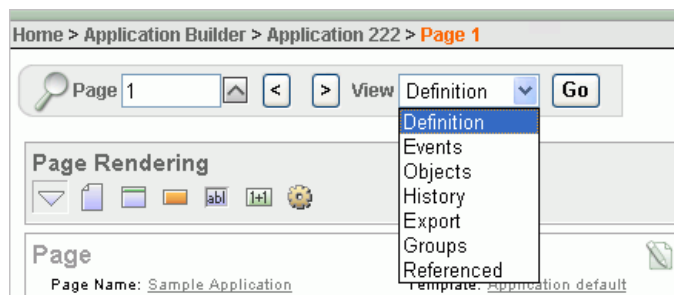 Home > Application Builder > Application 222 > Page 1
Page 1 < > View Definition Go
Definition
Events
Objects
History
Export
Groups
Referenced
Page Rendering
abl 1+1
Page
Page Name: Sample Application Template: Application default